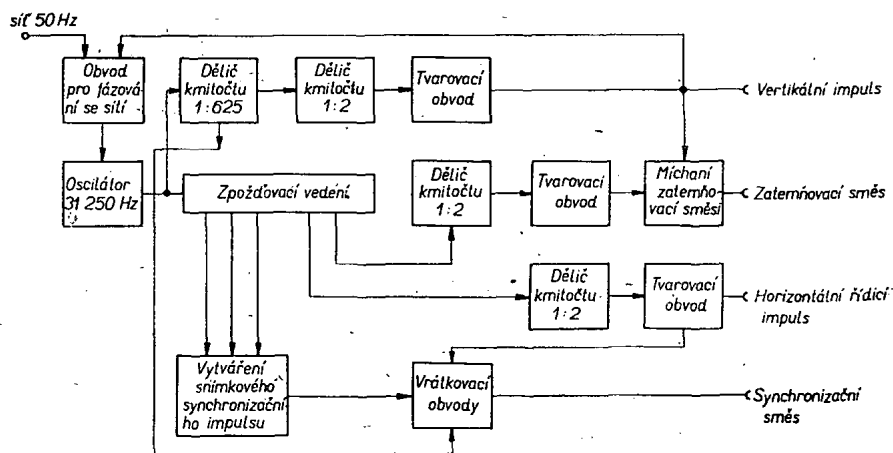 síť 50 Hz
Obvod
pro fázová
ní se sítí
Dělič
kmitočtu
1:625
Dělič
kmitočtu
1:2
Tvarovací
obvod
Vertikální impuls
Oscilátor
31 250 Hz
Zpožďovací vedení
Dělič
kmitočtu
1:2
Tvarovací
obvod
Míchaní
zatemňo-
vací směsi
Zatemňovací směs
Dělič
kmitočtu
1:2
Tvarovací
obvod
Horizontální řídicí
impuls
Vytváření
snímkového
synchronizační
ho impulsu
Vrátkovací
obvody
Synchronizační
směs